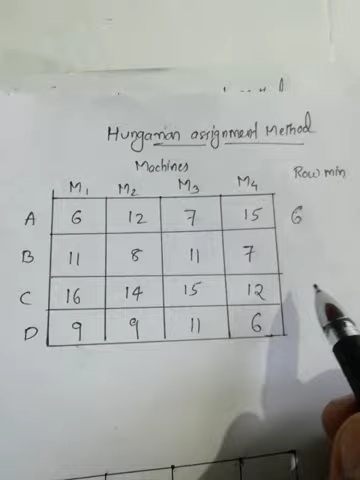 Hungarian assignment Method
Machines
M1 M2 M3 M4 Row min
A 6 12 7 15 6
B 11 8 11 7
C 16 14 15 12
D 9 9 11 6